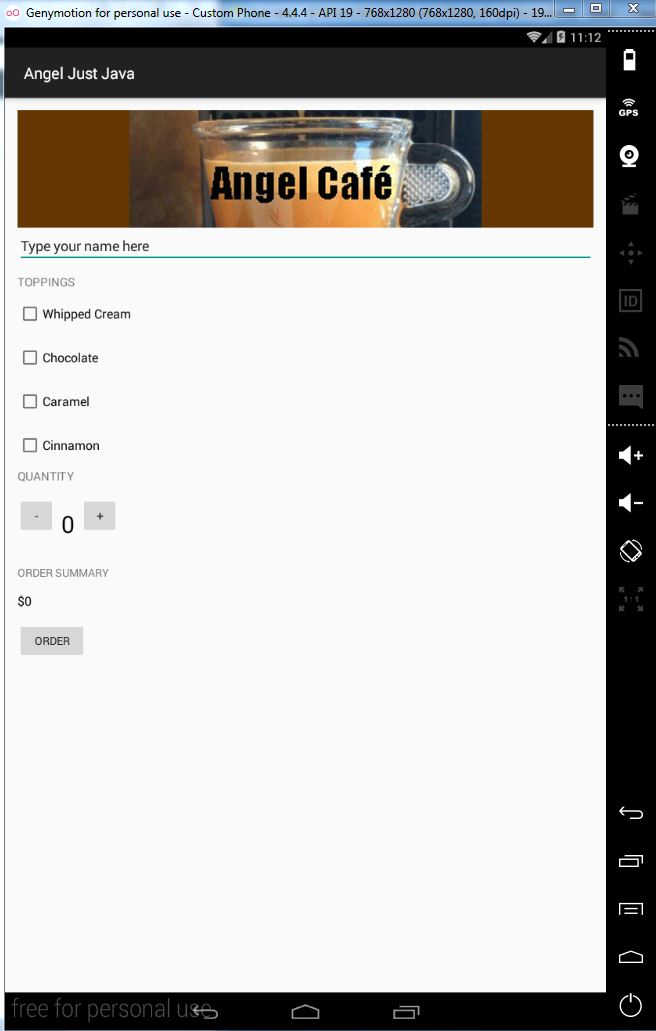 Genymotion for personal use - Custom Phone - 4.4.4 - API 19 - 768x1280 (768x1280, 160dpi) - 19...
11:12
Angel Just Java
GPS
Angel Café
Type your name here
TOPPINGS
Whipped Cream
Chocolate
ID
Caramel
Cinnamon
QUANTITY
- 0 +
ORDER SUMMARY
$0
1:1
ORDER
free for personal use